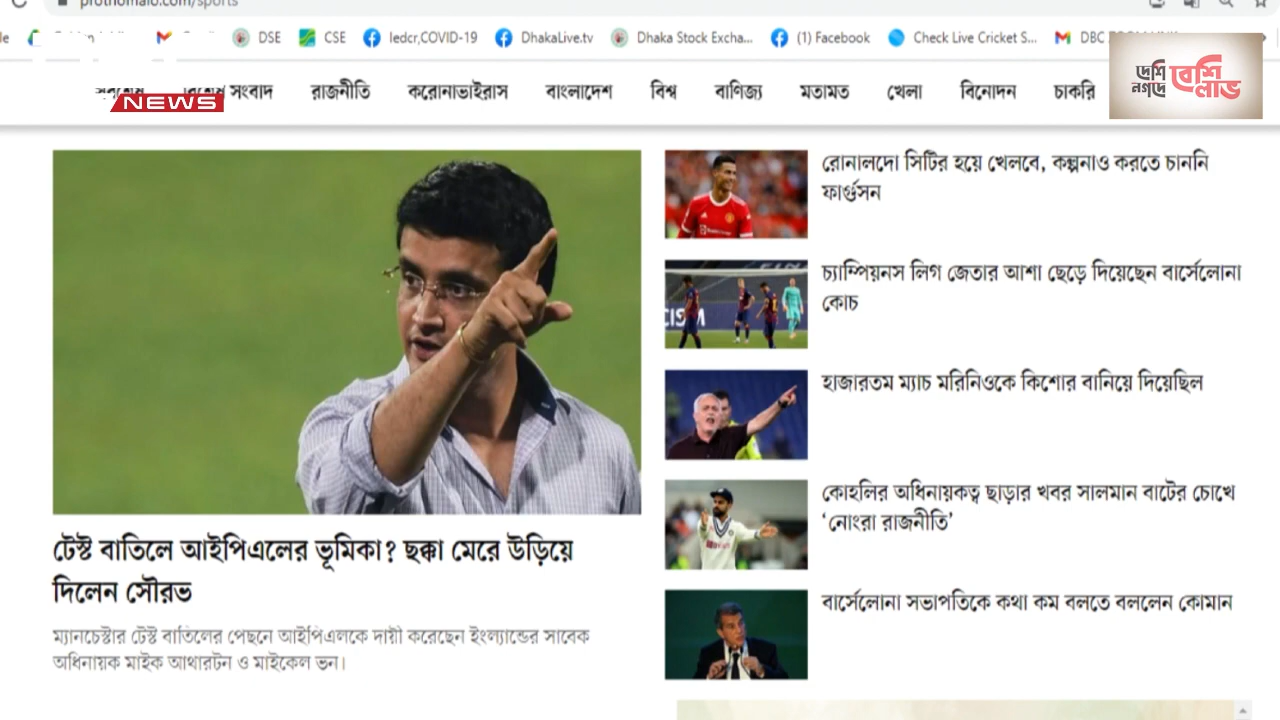 prothomalo.com/sports
DSE
CSE
Iedcr,COVID-19
DhakaLive.tv
Dhaka Stock Excha...
(1) Facebook
Check Live Cricket S...
NEWS
সংবাদ
রাজনীতি
করোনাভাইরাস
বাংলাদেশ
বিশ্ব
বাণিজ্য
মতামত
খেলা
বিনোদন
চাকরি
বেশি
লাভ
টেস্ট বাতিলে আইপিএলের ভূমিকা? ছক্কা মেরে উড়িয়ে
দিলেন সৌরভ
ম্যানচেস্টার টেস্ট বাতিলের পেছনে আইপিএলকে দায়ী করেছেন ইংল্যান্ডের সাবেক
অধিনায়ক মাইক আথারটন ও মাইকেল ভন।
রোনালদো সিটির হয়ে খেলবে, কল্পনাও করতে চাননি
ফার্গুসন
চ্যাম্পিয়নস লিগ জেতার আশা ছেড়ে দিয়েছেন বার্সেলোনা
কোচ
হাজারতম ম্যাচ মরিনিওকে কিশোর বানিয়ে দিয়েছিল
কোহলির অধিনায়কত্ব ছাড়ার খবর সালমান বাটের চোখে
‘নোংরা রাজনীতি’
বার্সেলোনা সভাপতিকে কথা কম বলতে বললেন কোমান